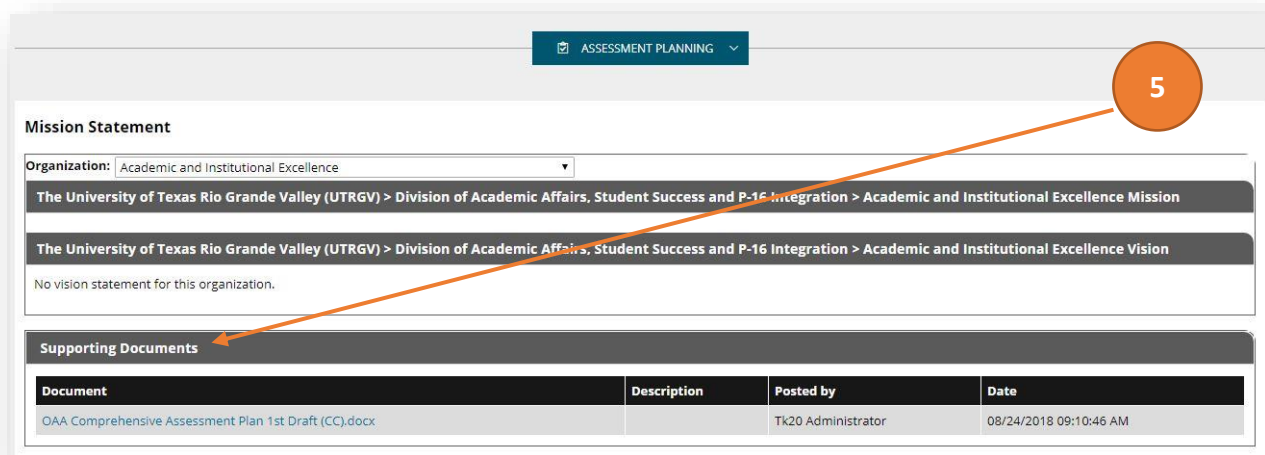 ASSESSMENT PLANNING
5
Mission Statement
Organization: Academic and Institutional Excellence
The University of Texas Rio Grande Valley (UTRGV) > Division of Academic Affairs, Student Success and P-16 Integration > Academic and Institutional Excellence Mission
The University of Texas Rio Grande Valley (UTRGV) > Division of Academic Affairs, Student Success and P-16 Integration > Academic and Institutional Excellence Vision
No vision statement for this organization.
Supporting Documents
Document Description Posted by Date
OAA Comprehensive Assessment Plan 1st Draft (CC).docx Tk20 Administrator 08/24/2018 09:10:46 AM